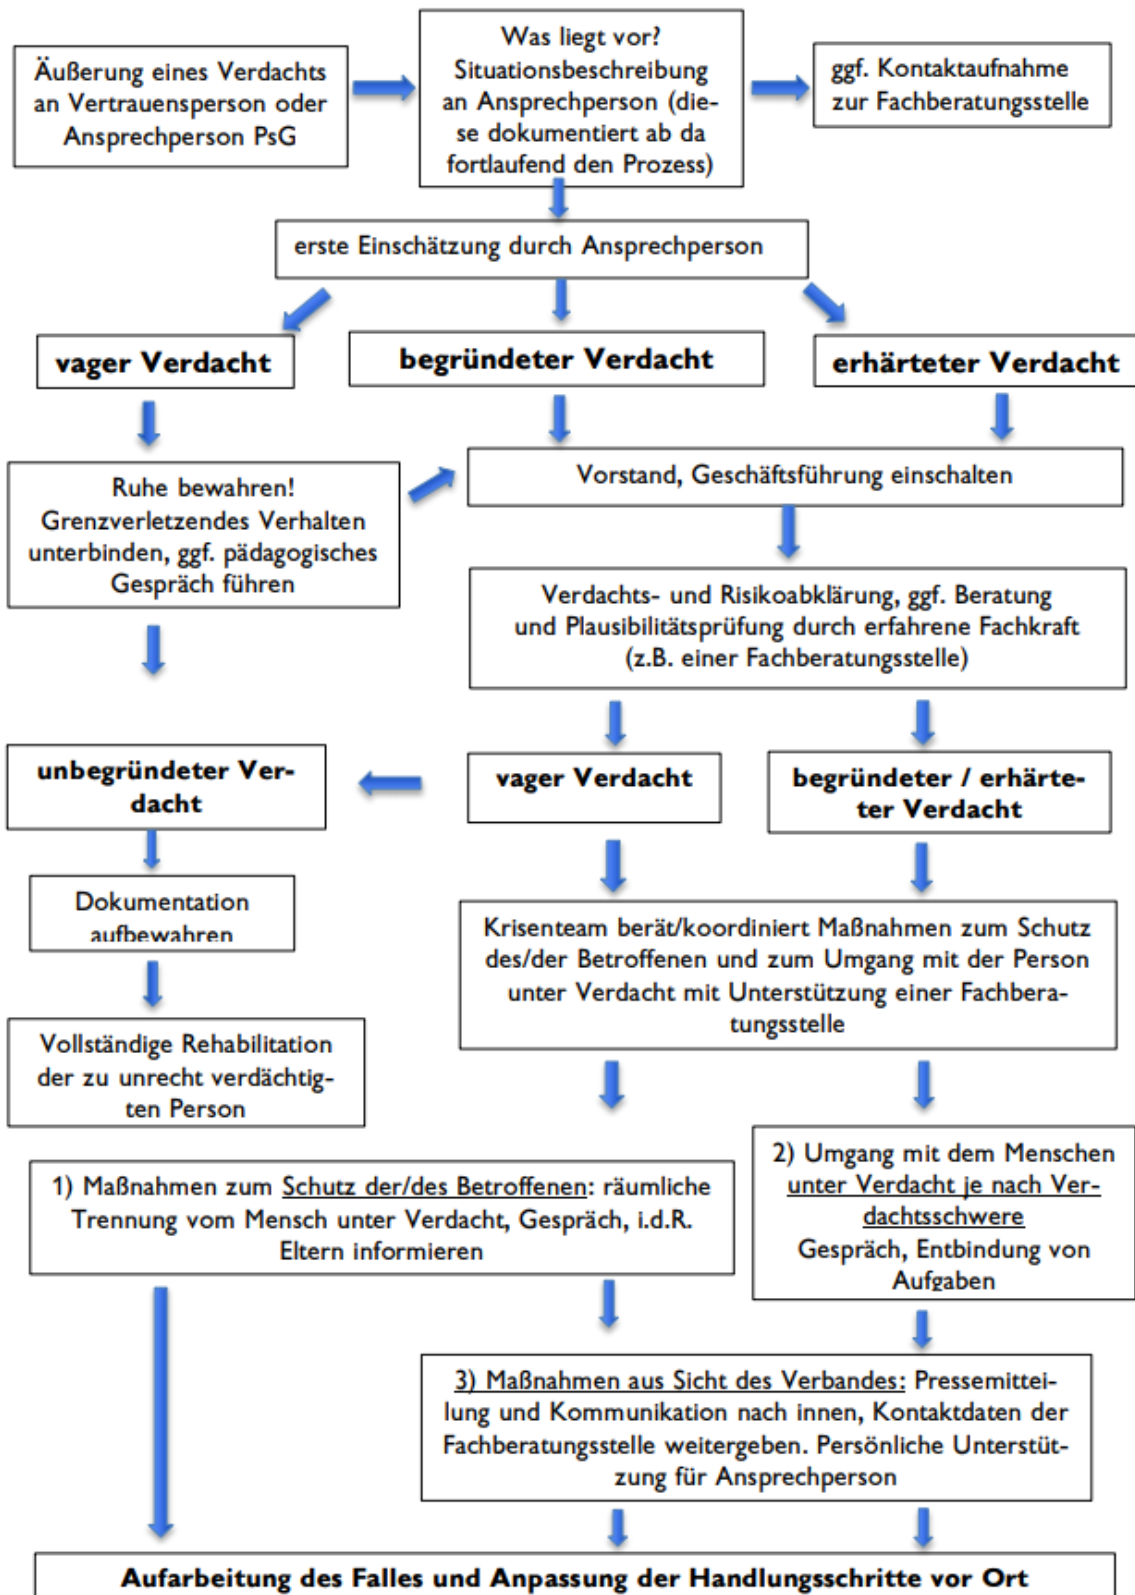 Äußerung eines Verdachts
an Vertrauensperson oder
Ansprechperson PsG
Was liegt vor?
Situationsbeschreibung
an Ansprechperson (die-
se dokumentiert ab da
fortlaufend den Prozess)
ggf. Kontaktaufnahme
zur Fachberatungsstelle
erste Einschätzung durch Ansprechperson
vager Verdacht
begründeter Verdacht
erhärteter Verdacht
Ruhe bewahren!
Grenzverletzendes Verhalten
unterbinden, ggf. pädagogisches
Gespräch führen
Vorstand, Geschäftsführung einschalten
Verdachts- und Risikoabklärung, ggf. Beratung
und Plausibilitätsprüfung durch erfahrene Fachkraft
(z.B. einer Fachberatungsstelle)
unbegründeter Ver-
dacht
vager Verdacht
begründeter / erhärte-
ter Verdacht
Dokumentation
aufbewahren
Krisenteam berät/koordiniert Maßnahmen zum Schutz
des/der Betroffenen und zum Umgang mit der Person
unter Verdacht mit Unterstützung einer Fachbera-
tungsstelle
Vollständige Rehabilitation
der zu unrecht verdächtig-
ten Person
1) Maßnahmen zum Schutz der/des Betroffenen: räumliche
Trennung vom Mensch unter Verdacht, Gespräch, i.d.R.
Eltern informieren
2) Umgang mit dem Menschen
unter Verdacht je nach Ver-
dachtsschwere
Gespräch, Entbindung von
Aufgaben
3) Maßnahmen aus Sicht des Verbandes: Pressemittei-
lung und Kommunikation nach innen, Kontaktdaten der
Fachberatungsstelle weitergeben. Persönliche Unterstüt-
zung für Ansprechperson
Aufarbeitung des Falles und Anpassung der Handlungsschritte vor Ort